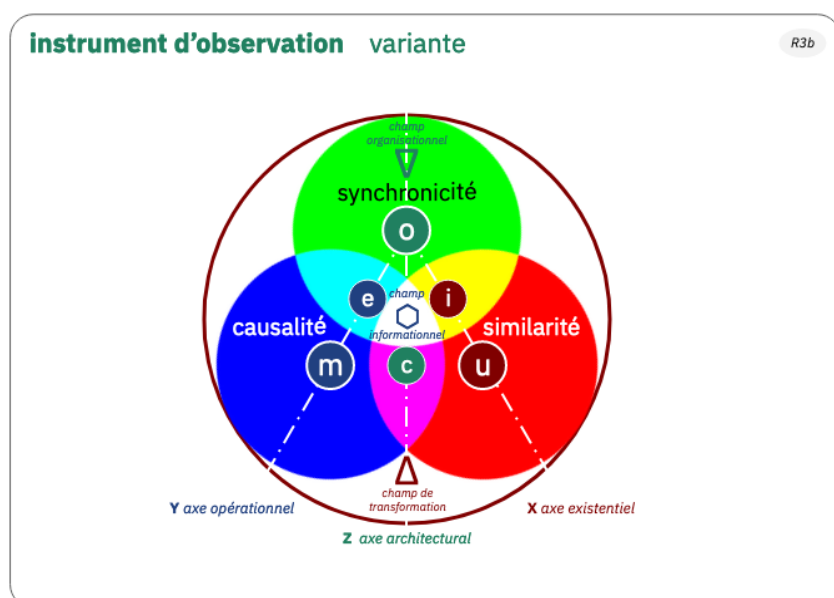 instrument d'observation variante
R3b
champ
organisationnel
synchronicité
o
e
champ
i
causalité
informationnel
similarité
m
c
u
champ de
transformation
Y axe opérationnel
X axe existentiel
Z axe architectural